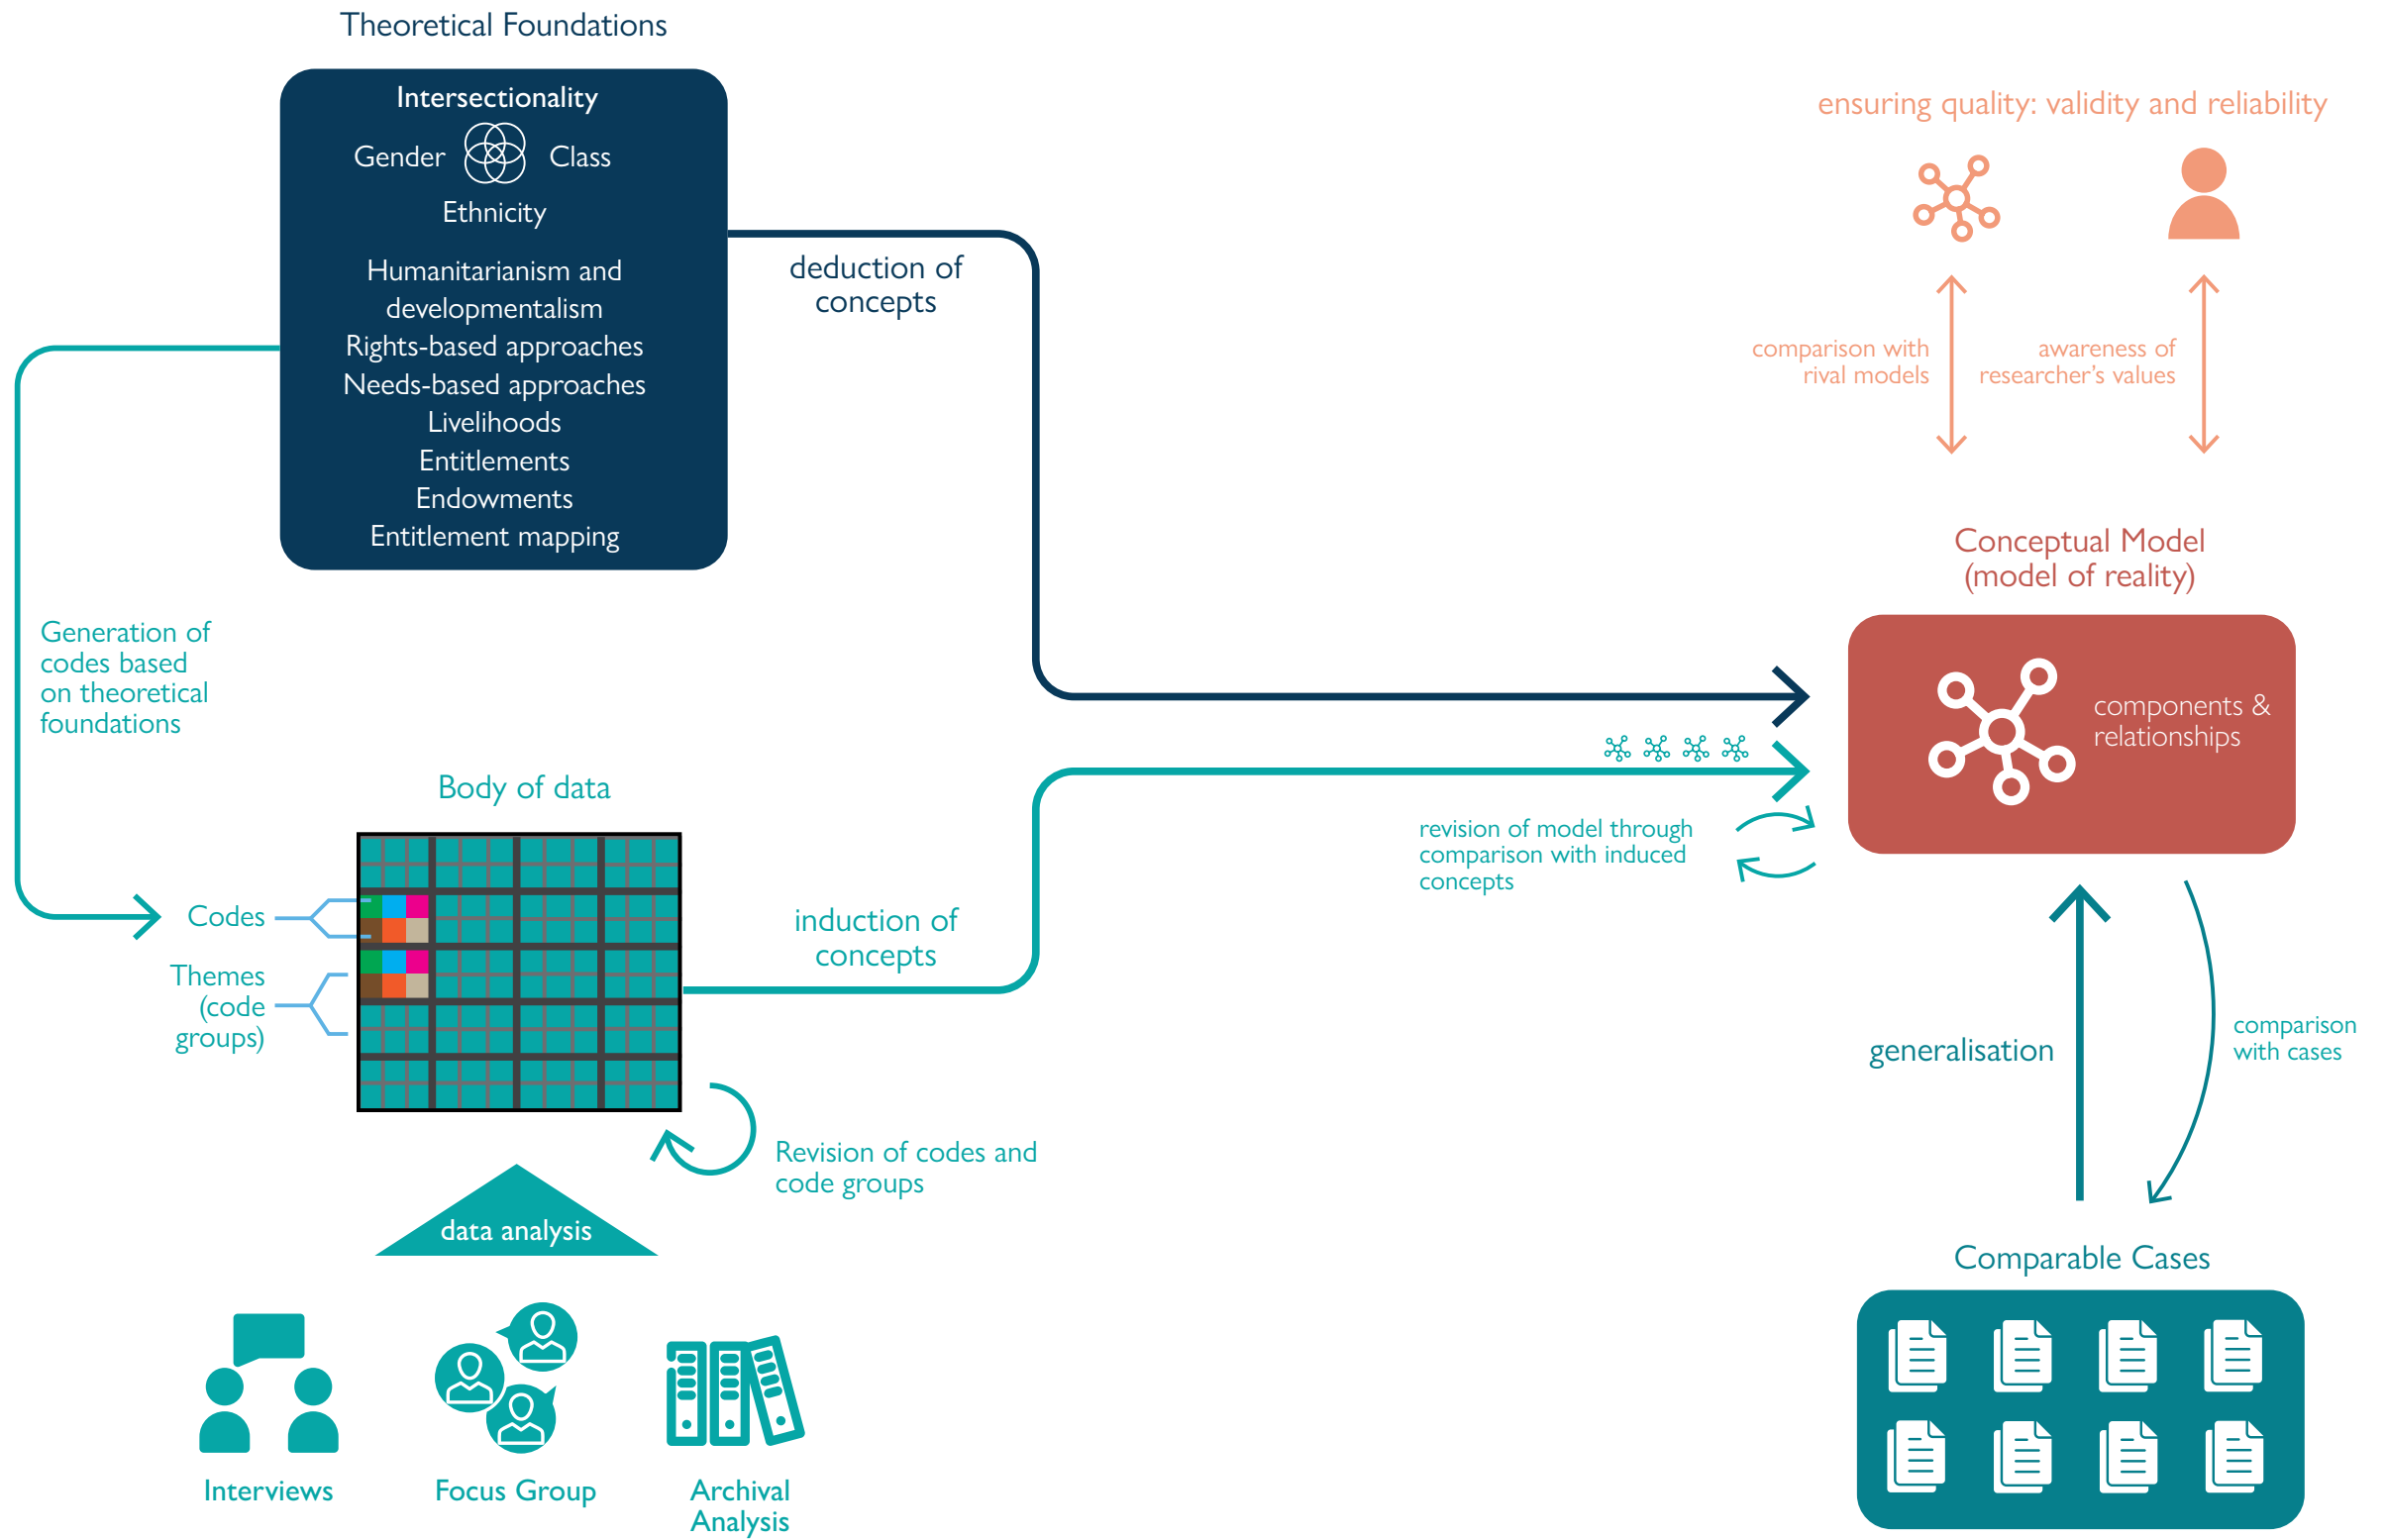 Theoretical Foundations
Intersectionality
Gender
Class
Ethnicity
Humanitarianism and
developmentalism
Rights-based approaches
Needs-based approaches
Livelihoods
Entitlements
Endowments
Entitlement mapping
deduction of
concepts
Generation of
codes based
on theoretical
foundations
Body of data
Codes
Themes
(code
groups)
induction of
concepts
Revision of codes and
code groups
data analysis
Interviews
Focus Group
Archival
Analysis
ensuring quality: validity and reliability
comparison with
rival models
awareness of
researcher's values
Conceptual Model
(model of reality)
components &
relationships
revision of model through
comparison with induced
concepts
generalisation
comparison
with cases
Comparable Cases